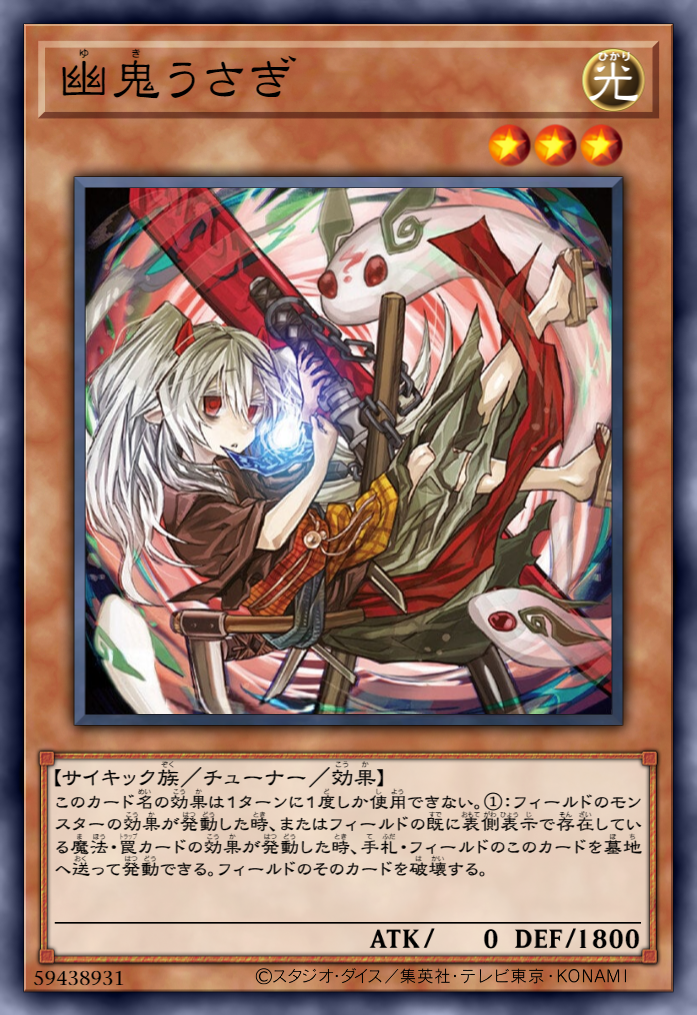 幽鬼うさぎ
光
【サイキック族／チューナー／効果】
このカード名の効果は1ターンに1度しか使用できない。①：フィールドのモン
スターの効果が発動した時、またはフィールドの既に表側表示で存在してい
る魔法・罠カードの効果が発動した時、手札・フィールドのこのカードを墓地
へ送って発動できる。フィールドのそのカードを破壊する。
ATK/ 0 DEF/1800
59438931 ©スタジオ・ダイス／集英社・テレビ東京・KONAMI